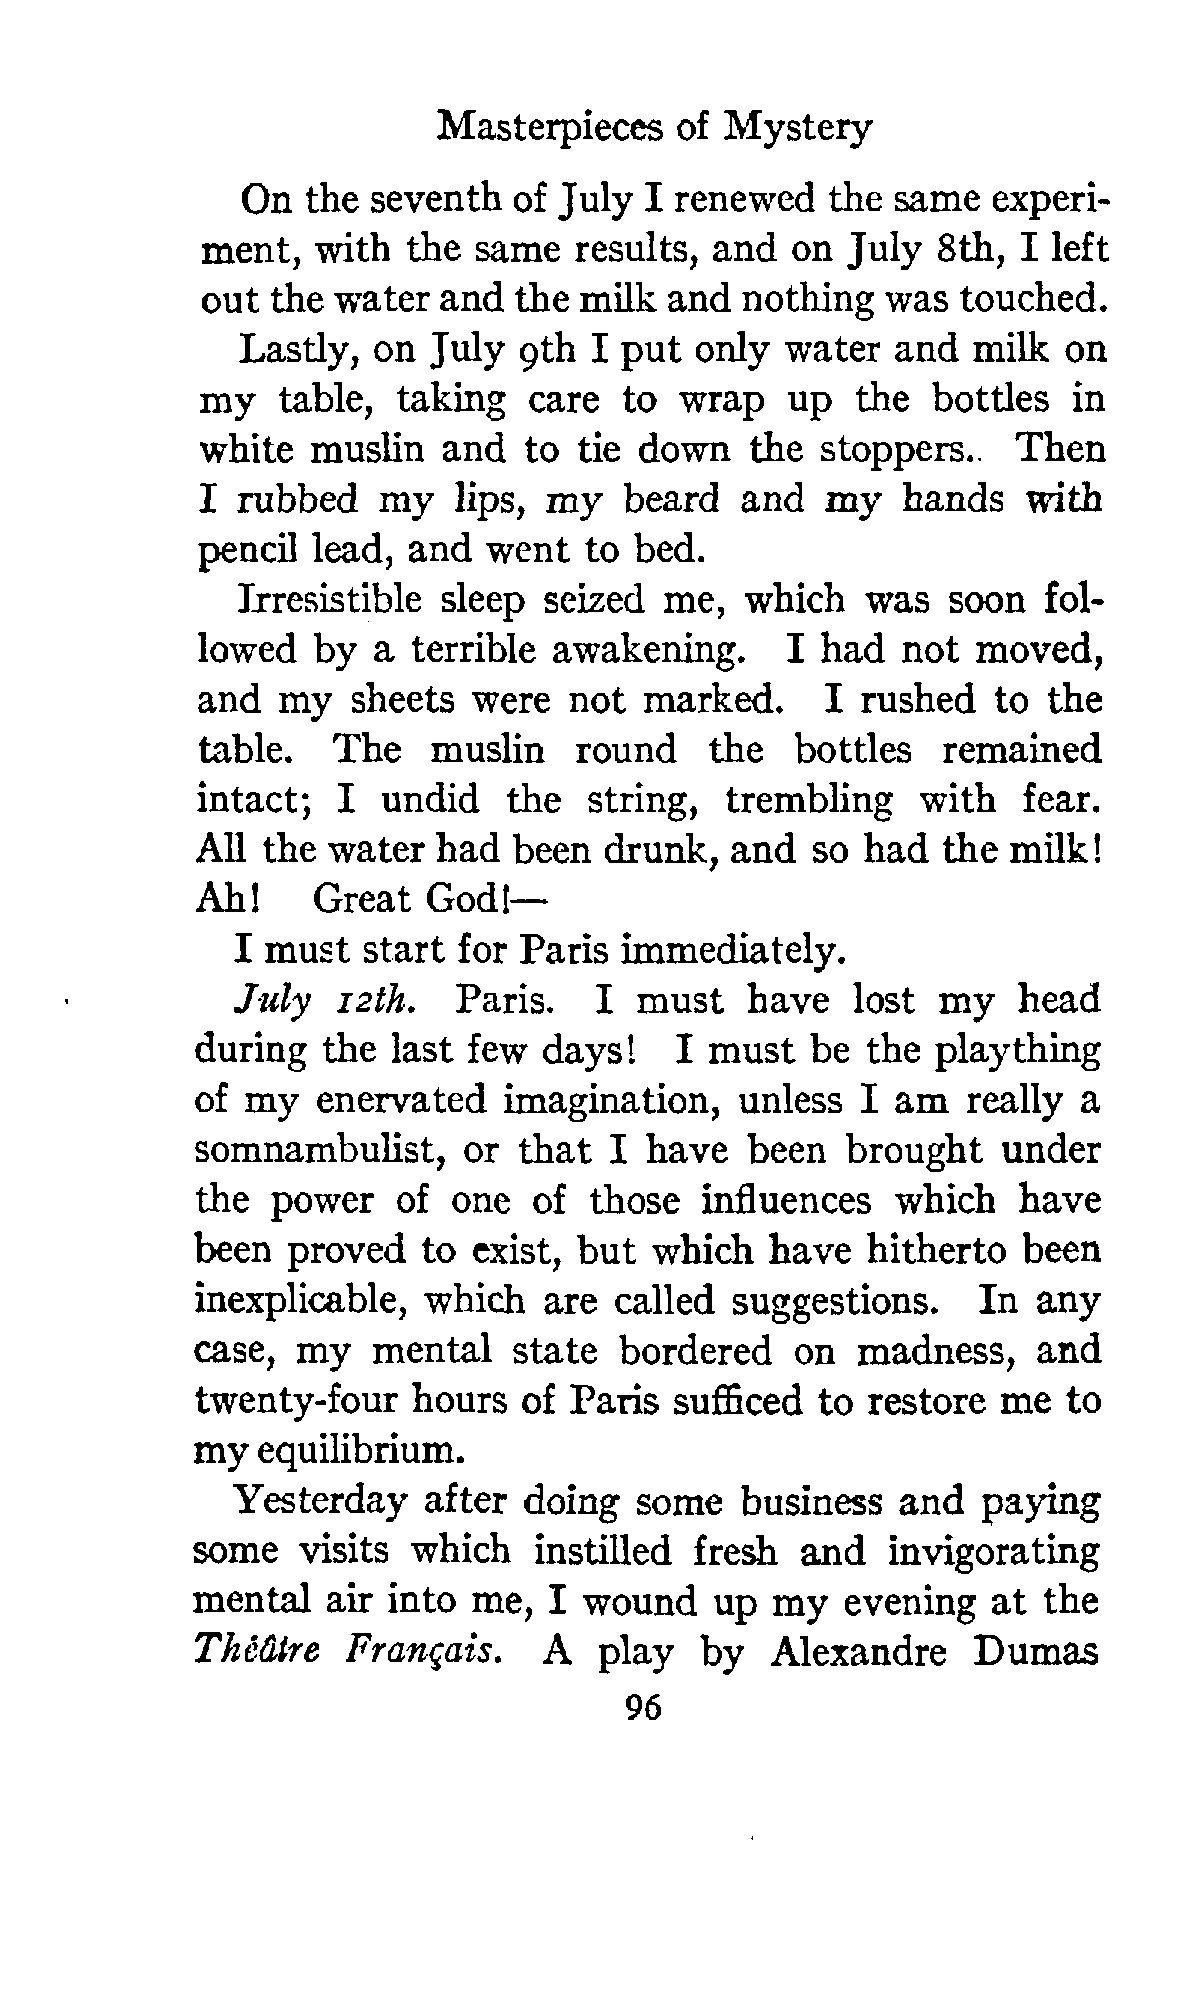 Masterpieces of Mystery
On the seventh of July I renewed the same experi-
ment, with the same results, and on July 8th, I left
out the water and the milk and nothing was touched.
Lastly, on July 9th I put only water and milk on
my table, taking care to wrap up the bottles in
white muslin and to tie down the stoppers.. Then
I rubbed my lips, my beard and my hands with
pencil lead, and went to bed.
Irresistible sleep seized me, which was soon fol-
lowed by a terrible awakening. I had not moved,
and my sheets were not marked. I rushed to the
table. The muslin round the bottles remained
intact; I undid the string, trembling with fear.
All the water had been drunk, and so had the milk!
Ah! Great God!—
I must start for Paris immediately.
July 12th. Paris. I must have lost my head
during the last few days! I must be the plaything
of my enervated imagination, unless I am really a
somnambulist, or that I have been brought under
the power of one of those influences which have
been proved to exist, but which have hitherto been
inexplicable, which are called suggestions. In any
case, my mental state bordered on madness, and
twenty-four hours of Paris sufficed to restore me to
my equilibrium.
Yesterday after doing some business and paying
some visits which instilled fresh and invigorating
mental air into me, I wound up my evening at the
Théâtre Français. A play by Alexandre Dumas
96